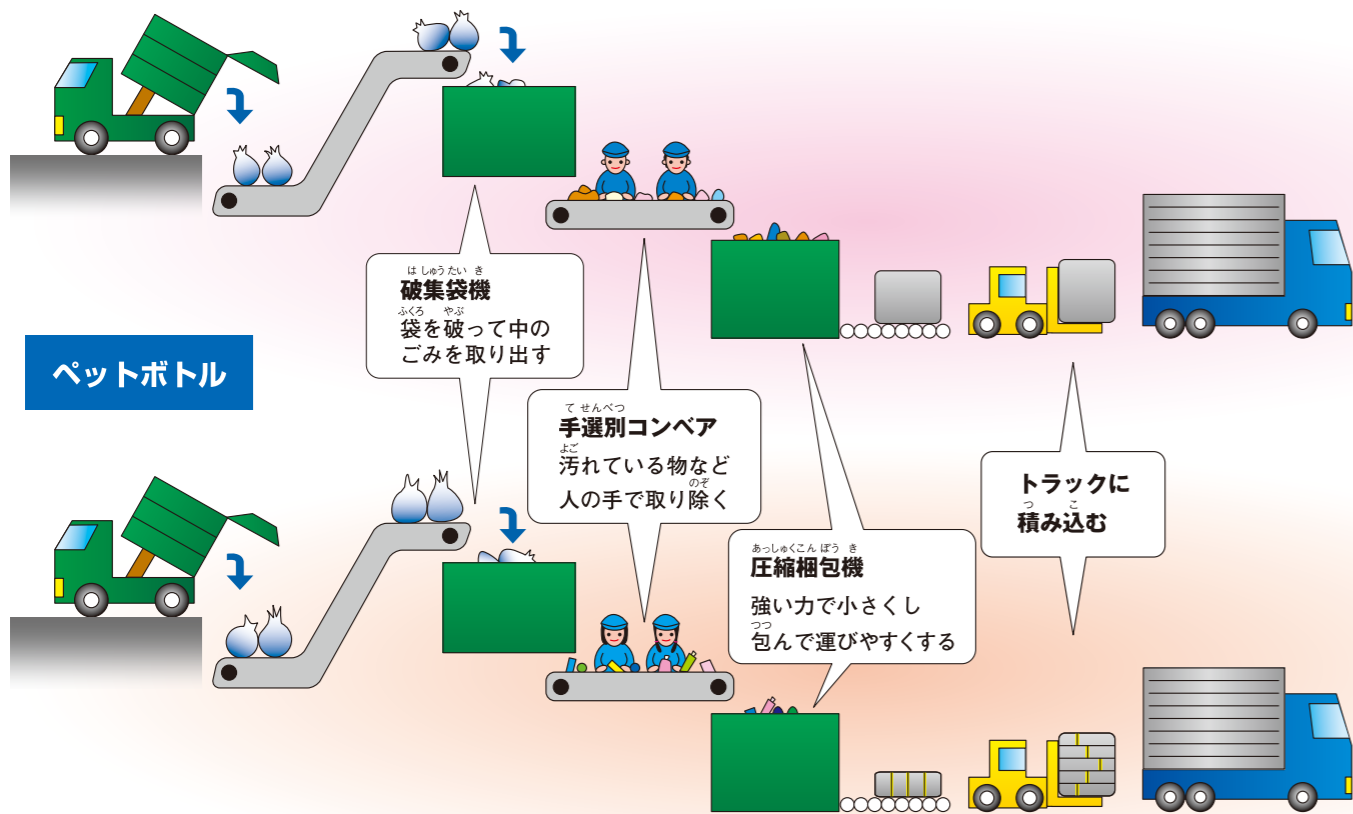 ペットボトル
は しゅう たい き
破集袋機
ふくろ やぶ
袋を破って中の
ごみを取り出す
て せんべつ
手選別コンベア
よご
汚れている物など
のぞ
人の手で取り除く
あっしゅくこん ぽう き
圧縮梱包機
強い力で小さくし
つつ
包んで運びやすくする
トラックに
つ こ
積み込む